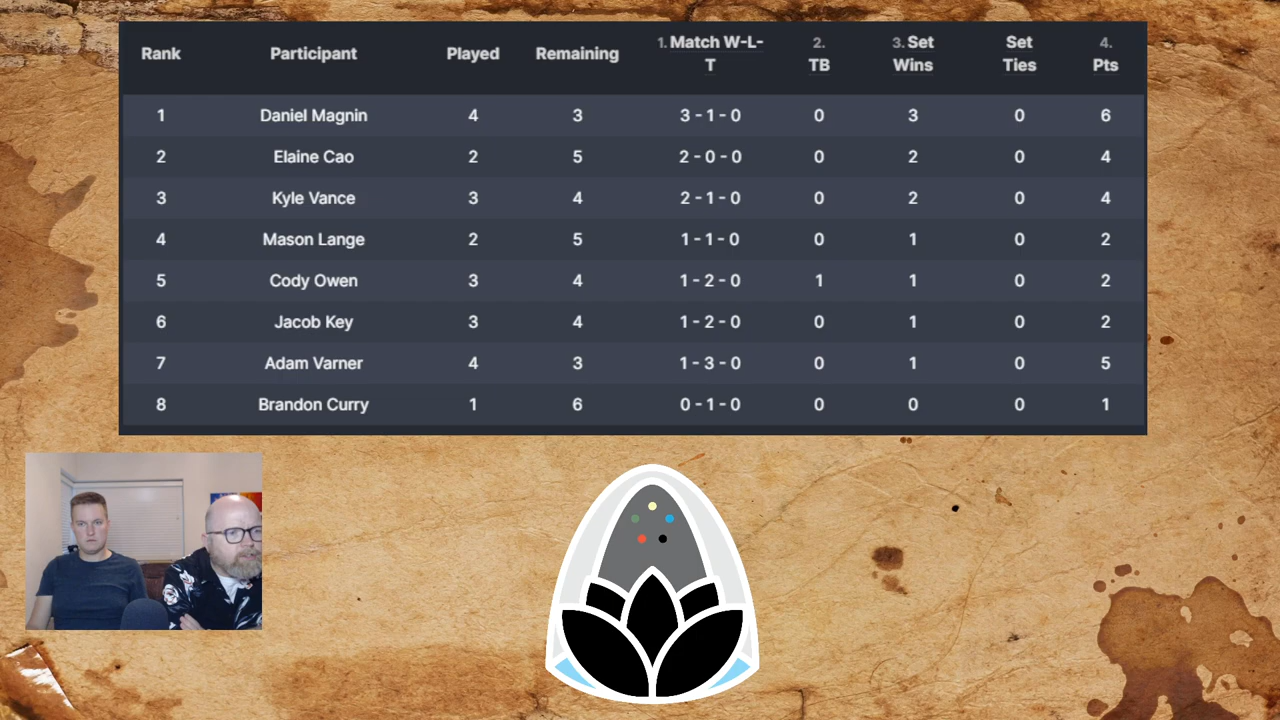 Rank Participant Played Remaining 1. Match W-L-T 2. TB 3. Set Wins Set Ties 4. Pts
1 Daniel Magnin 4 3 3 - 1 - 0 0 3 0 6
2 Elaine Cao 2 5 2 - 0 - 0 0 2 0 4
3 Kyle Vance 3 4 2 - 1 - 0 0 2 0 4
4 Mason Lange 2 5 1 - 1 - 0 0 1 0 2
5 Cody Owen 3 4 1 - 2 - 0 1 1 0 2
6 Jacob Key 3 4 1 - 2 - 0 0 1 0 2
7 Adam Varner 4 3 1 - 3 - 0 0 1 0 5
8 Brandon Curry 1 6 0 - 1 - 0 0 0 0 1